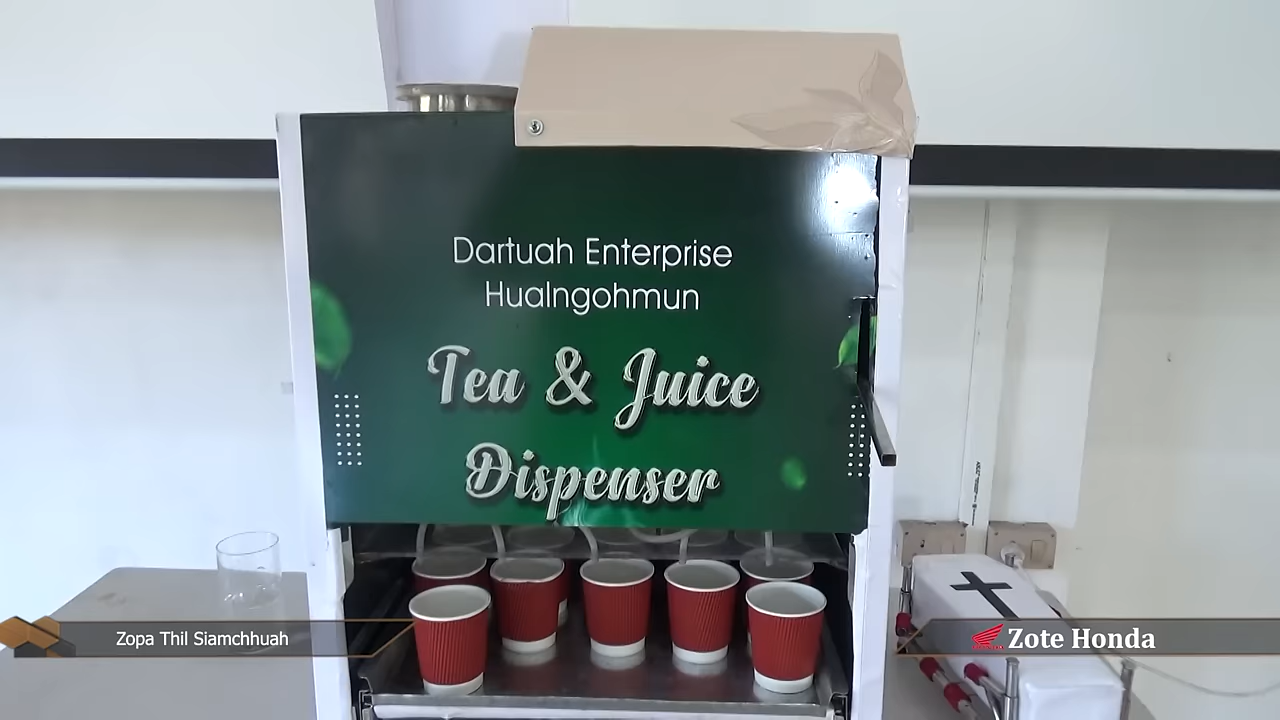 Dartuah Enterprise
Hualngohmun
Tea & Juice
Dispenser
Zopa Thil Siamchhuah
Zote Honda